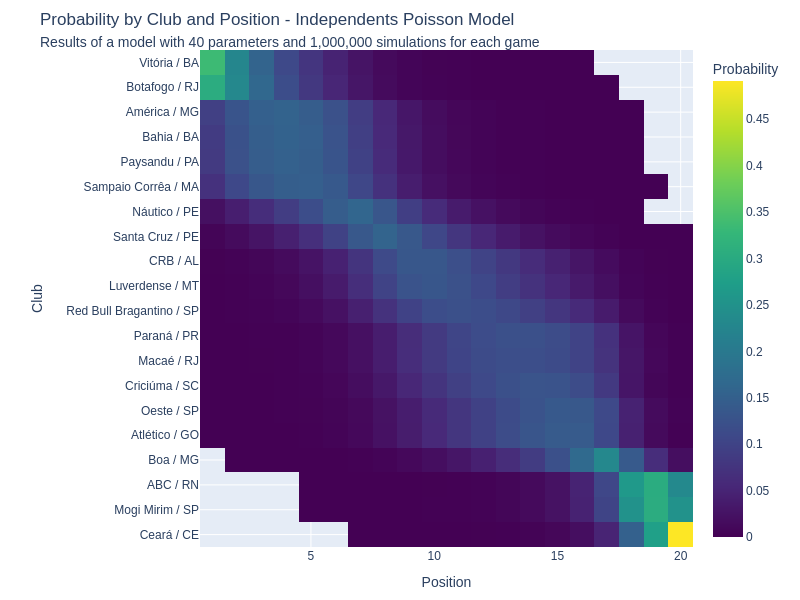 Probability by Club and Position - Independents Poisson Model
Results of a model with 40 parameters and 1,000,000 simulations for each game
Probability
Club
Vitória / BA
Botafogo / RJ
América / MG
Bahia / BA
Paysandu / PA
Sampaio Corrêa / MA
Náutico / PE
Santa Cruz / PE
CRB / AL
Luverdense / MT
Red Bull Bragantino / SP
Paraná / PR
Macaé / RJ
Criciúma / SC
Oeste / SP
Atlético / GO
Boa / MG
ABC / RN
Mogi Mirim / SP
Ceará / CE
0.45
0.4
0.35
0.3
0.25
0.2
0.15
0.1
0.05
0
5 10 15 20
Position